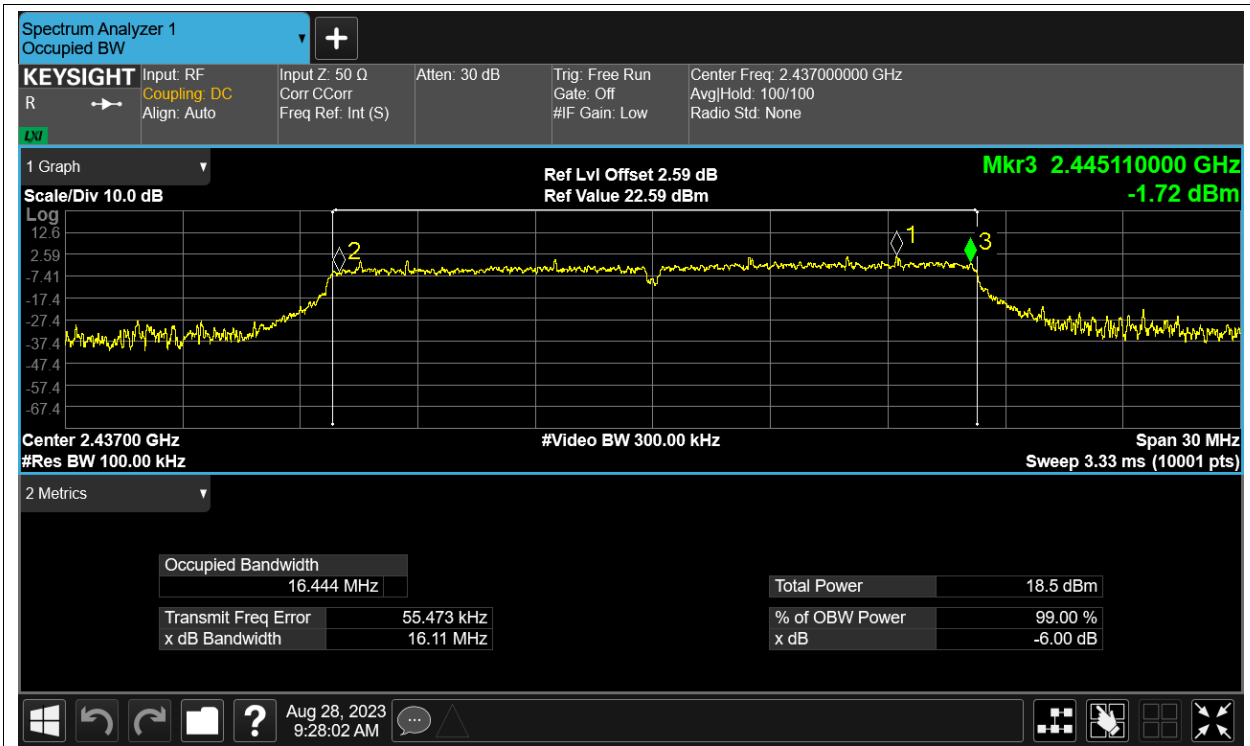 Spectrum Analyzer 1
Occupied BW
KEYSIGHT
R
LXI
Input: RF
Coupling: DC
Align: Auto
Input Z: 50 Ω
Corr CCorr
Freq Ref: Int (S)
Atten: 30 dB
Trig: Free Run
Gate: Off
#IF Gain: Low
Center Freq: 2.437000000 GHz
Avg|Hold: 100/100
Radio Std: None
1 Graph
Scale/Div 10.0 dB
Ref Lvl Offset 2.59 dB
Ref Value 22.59 dBm
Mkr3 2.445110000 GHz
-1.72 dBm
Log
12.6
2.59
-7.41
-17.4
-27.4
-37.4
-47.4
-57.4
-67.4
2
1
3
Center 2.43700 GHz
#Res BW 100.00 kHz
#Video BW 300.00 kHz
Span 30 MHz
Sweep 3.33 ms (10001 pts)
2 Metrics
Occupied Bandwidth
16.444 MHz
Transmit Freq Error 55.473 kHz
x dB Bandwidth 16.11 MHz
Total Power 18.5 dBm
% of OBW Power 99.00 %
x dB -6.00 dB
?
Aug 28, 2023
9:28:02 AM